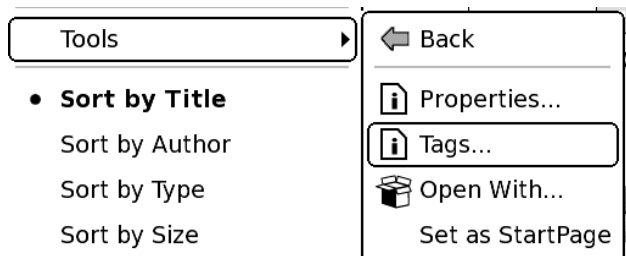 Tools
Sort by Title
Sort by Author
Sort by Type
Sort by Size
Back
Properties...
Tags...
Open With...
Set as StartPage